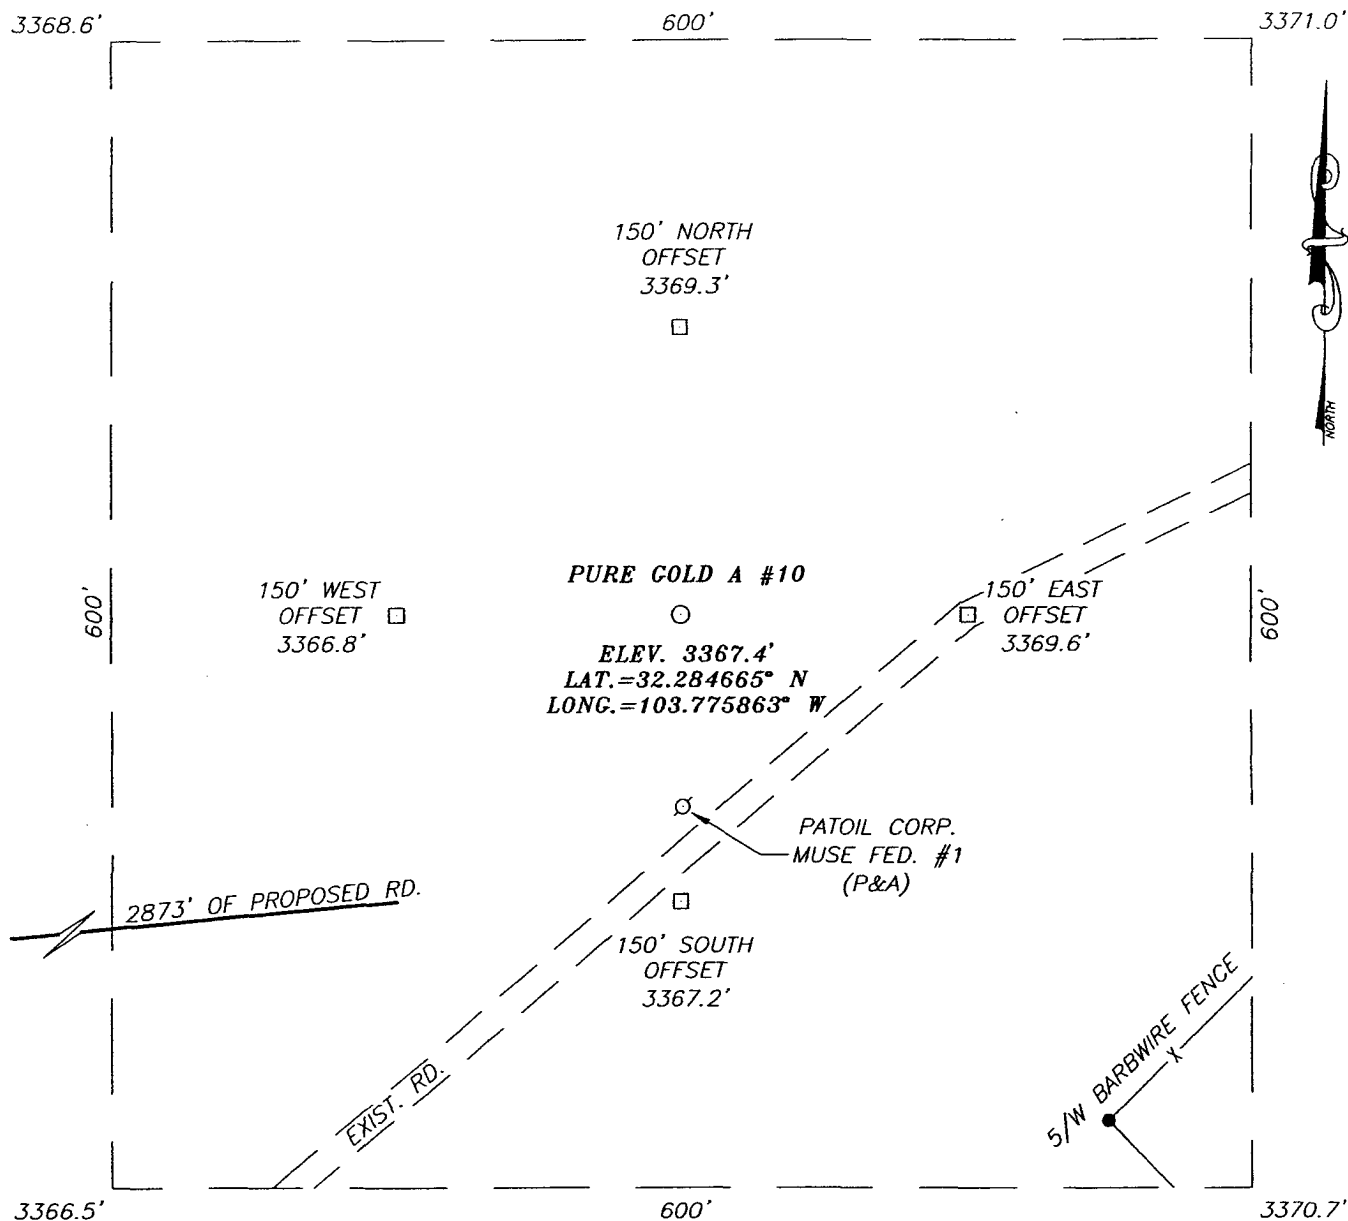 3368.6'
600'
3371.0'
150' NORTH
OFFSET
3369.3'
NORTH
600'
150' WEST
OFFSET
3366.8'
PURE GOLD A #10
ELEV. 3367.4'
LAT.=32.284665° N
LONG.=103.775863° W
150' EAST
OFFSET
3369.6'
600'
PATOIL CORP.
MUSE FED. #1
(P&A)
2873' OF PROPOSED RD.
150' SOUTH
OFFSET
3367.2'
EXIST. RD.
5/W BARBWIRE FENCE
X
3366.5'
600'
3370.7'